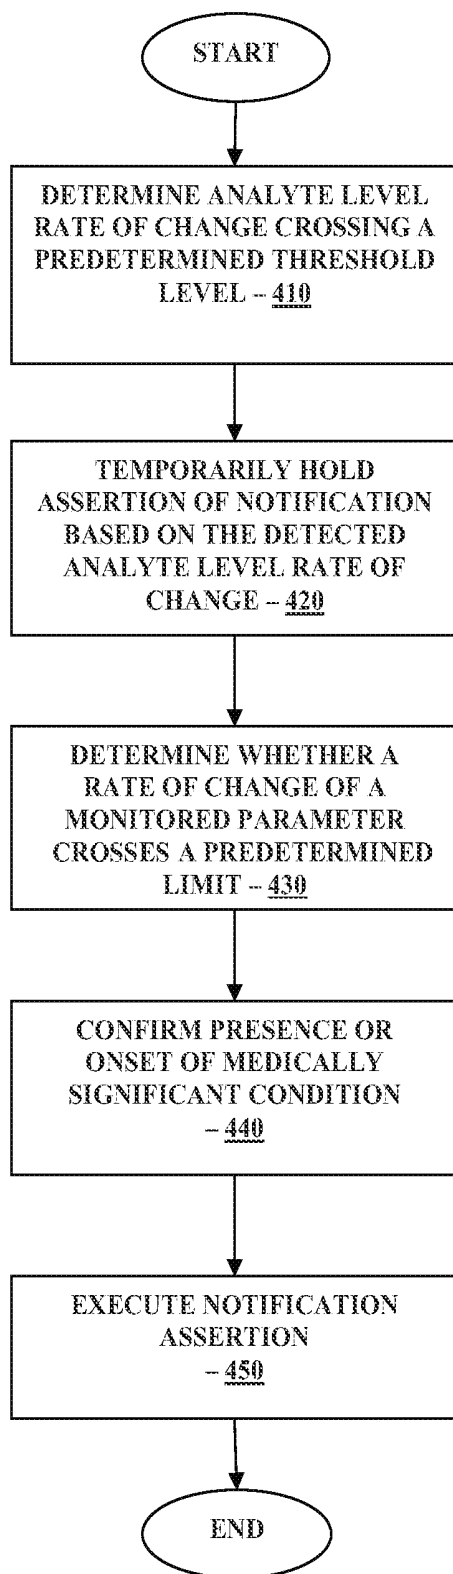 START
DETERMINE ANALYTE LEVEL
RATE OF CHANGE CROSSING A
PREDETERMINED THRESHOLD
LEVEL – 410
TEMPORARILY HOLD
ASSERTION OF NOTIFICATION
BASED ON THE DETECTED
ANALYTE LEVEL RATE OF
CHANGE – 420
DETERMINE WHETHER A
RATE OF CHANGE OF A
MONITORED PARAMETER
CROSSES A PREDETERMINED
LIMIT – 430
CONFIRM PRESENCE OR
ONSET OF MEDICALLY
SIGNIFICANT CONDITION
– 440
EXECUTE NOTIFICATION
ASSERTION
– 450
END